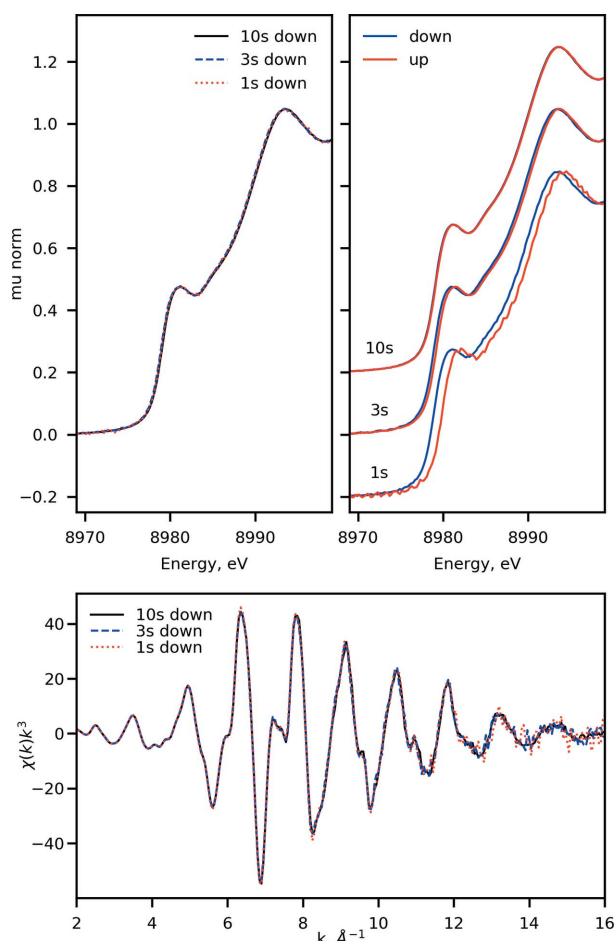 10s down
3s down
1s down
down
up
1.2
1.0
0.8
0.6
0.4
0.2
0.0
−0.2
mu norm
10s
3s
1s
8970 8980 8990
8970 8980 8990
Energy, eV
Energy, eV
10s down
3s down
1s down
40
20
0
−20
−40
χ(k)k³
2 4 6 8 10 12 14 16
k, Å⁻¹